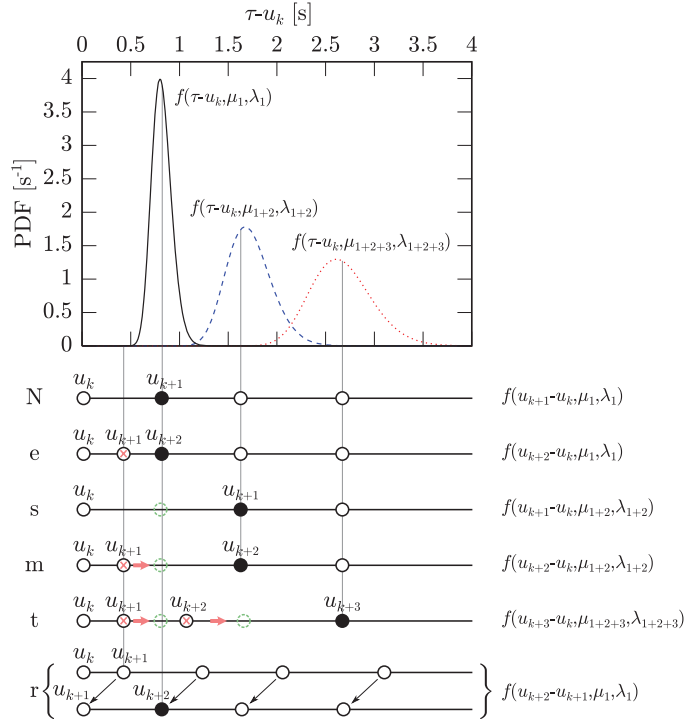 τ-u_k [s]
0 0.5 1 1.5 2 2.5 3 3.5 4
PDF [s⁻¹]
4
3.5
3
2.5
2
1.5
1
0.5
0
f(τ-u_k,μ_1,λ_1)
f(τ-u_k,μ_{1+2},λ_{1+2})
f(τ-u_k,μ_{1+2+3},λ_{1+2+3})
N u_k u_{k+1} f(u_{k+1}-u_k,μ_1,λ_1)
e u_k u_{k+1} u_{k+2} f(u_{k+2}-u_k,μ_1,λ_1)
s u_k u_{k+1} f(u_{k+1}-u_k,μ_{1+2},λ_{1+2})
m u_k u_{k+1} u_{k+2} f(u_{k+2}-u_k,μ_{1+2},λ_{1+2})
t u_k u_{k+1} u_{k+2} u_{k+3} f(u_{k+3}-u_k,μ_{1+2+3},λ_{1+2+3})
u_k u_{k+1}
r { } f(u_{k+2}-u_{k+1},μ_1,λ_1)
u_{k+1} u_{k+2}